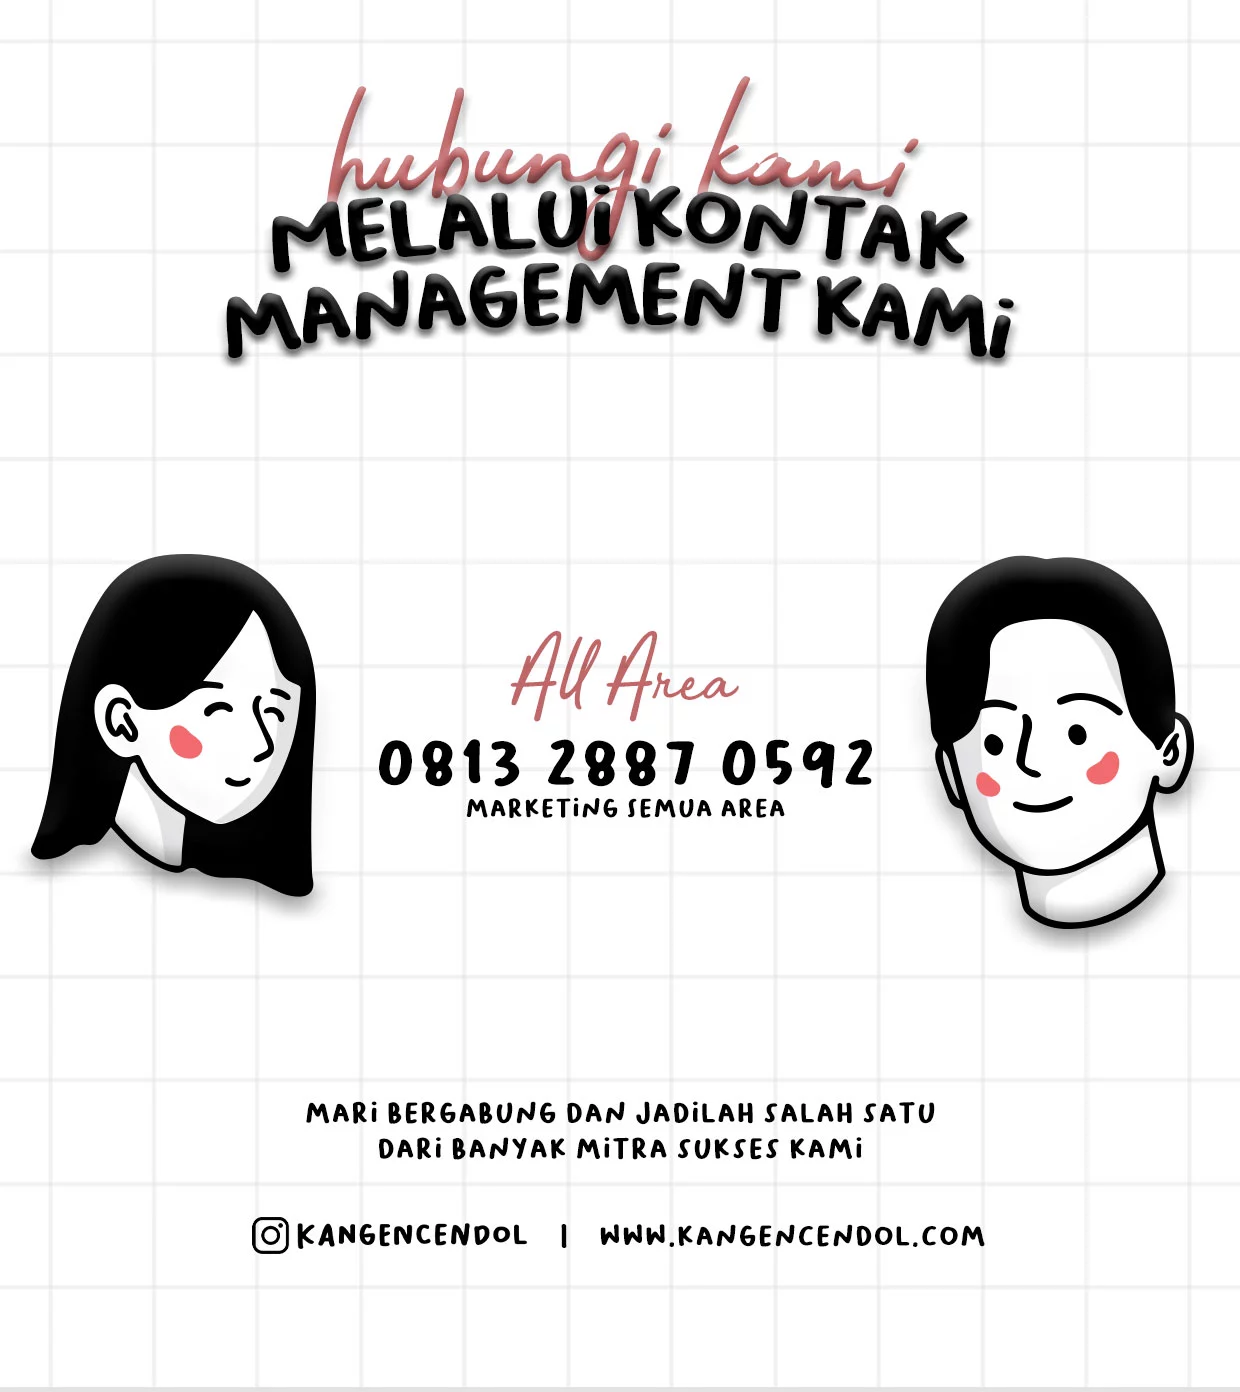 hubungi kami
MELALUi KONTAK
MANAGEMENT KAMi
All Area
0813 2887 0592
MARKETiNG SEMUA AREA
MARi BERGABUNG DAN JADiLAH SALAH SATU
DARi BANYAK MiTRA SUKSES KAMi
KANGENCENDOL | WWW.KANGENCENDOL.COM